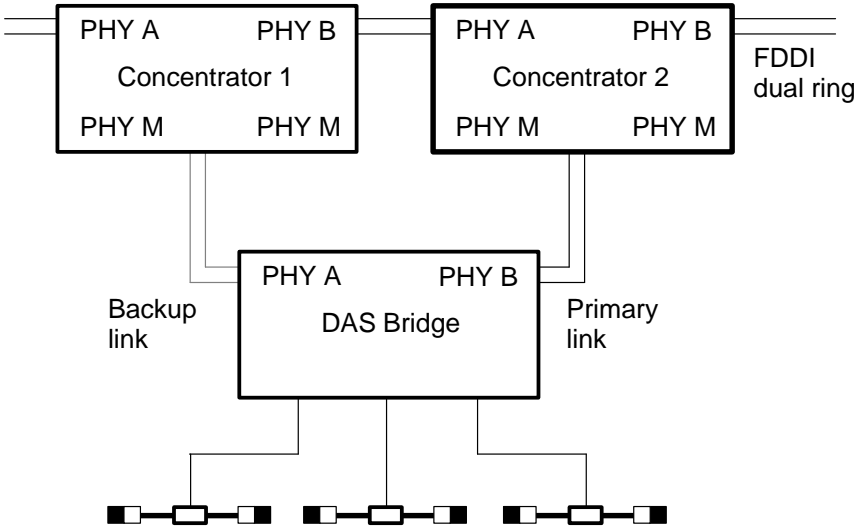 PHY A PHY B PHY A PHY B
Concentrator 1 Concentrator 2
FDDI
dual ring
PHY M PHY M PHY M PHY M
PHY A PHY B
DAS Bridge
Backup
link
Primary
link